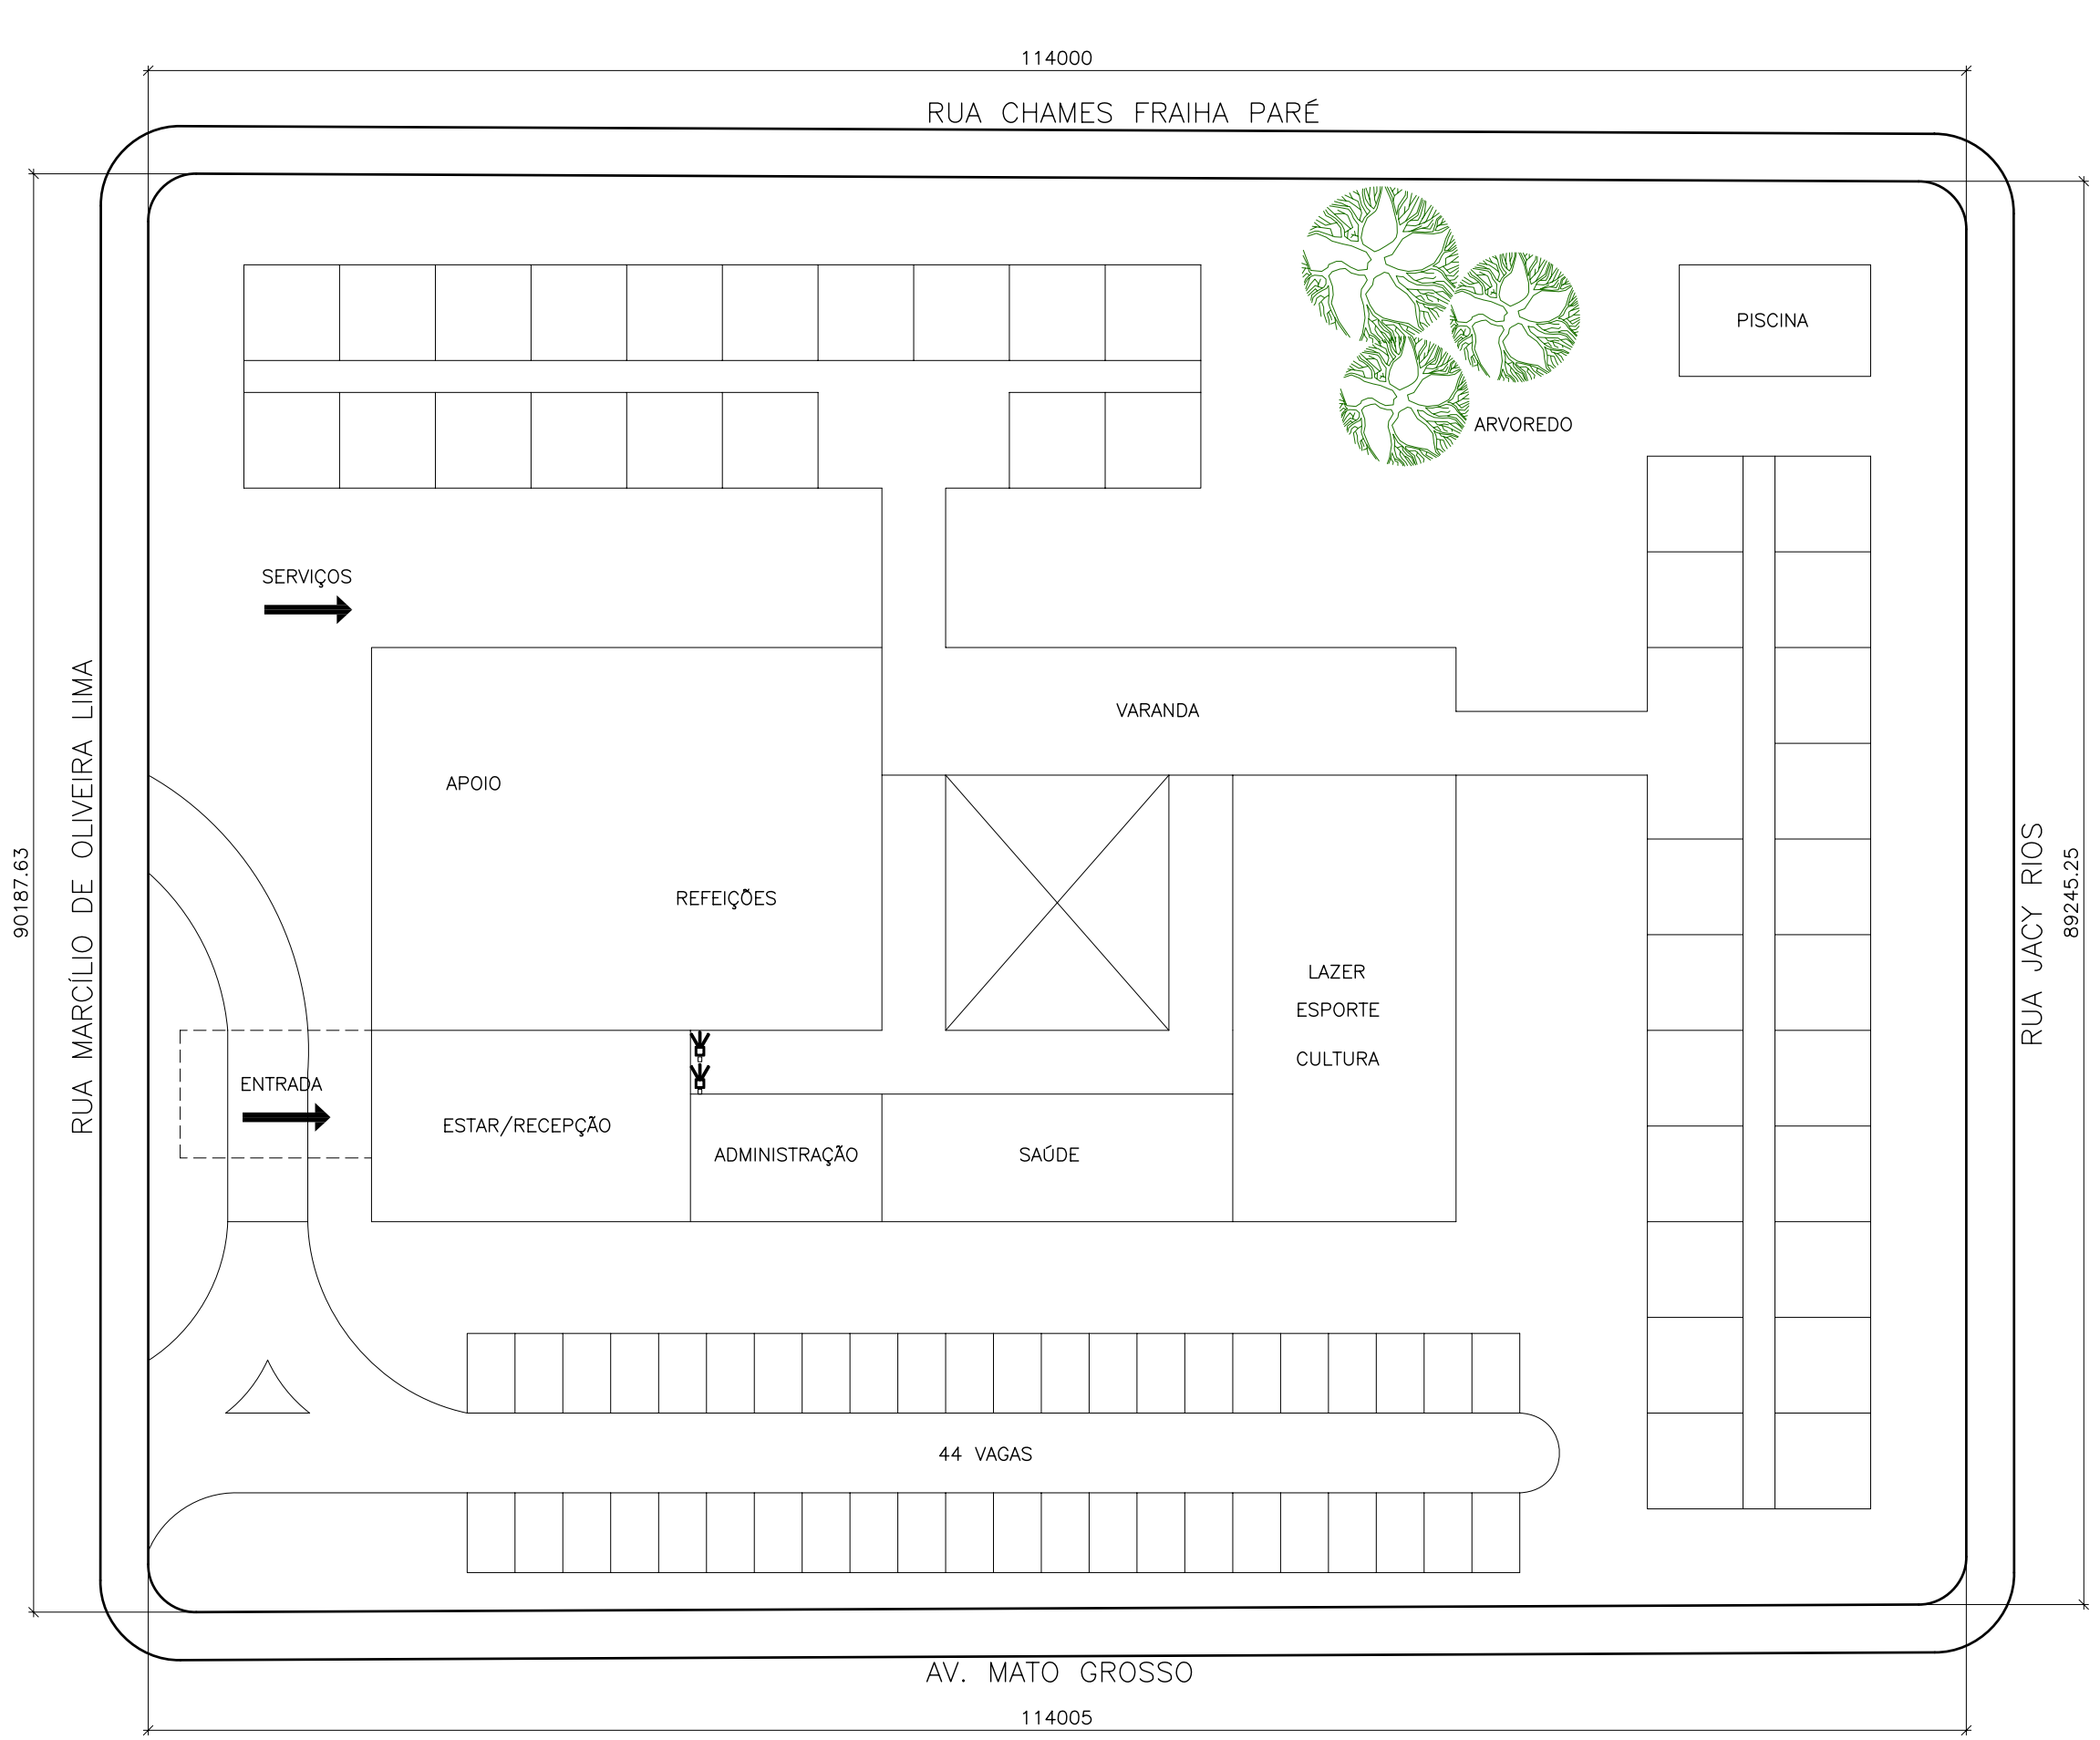 114000
RUA CHAMES FRAIHA PARÉ
PISCINA
ARVOREDO
SERVIÇOS
RUA MARCÍLIO DE OLIVEIRA LIMA
VARANDA
APOIO
90187.63
REFEIÇÕES
RUA JACY RIOS
89245.25
LAZER
ESPORTE
CULTURA
ENTRADA
ESTAR/RECEPÇÃO
ADMINISTRAÇÃO
SAÚDE
44 VAGAS
AV. MATO GROSSO
114005